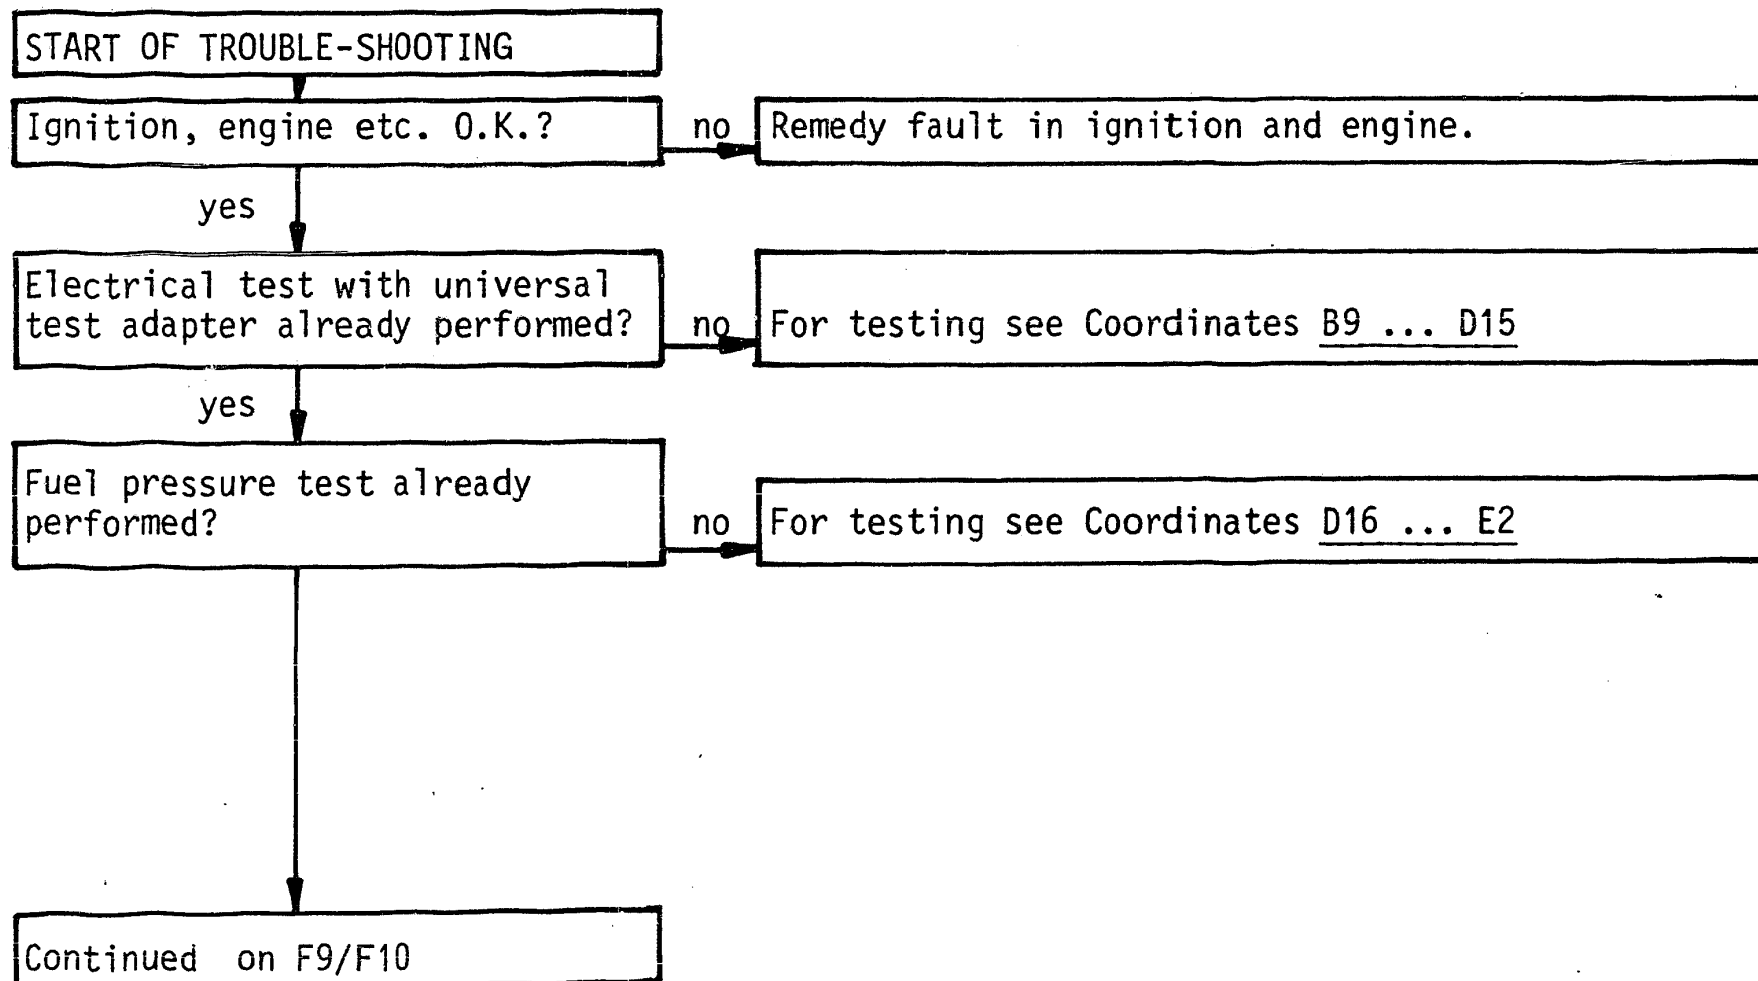 START OF TROUBLE-SHOOTING
Ignition, engine etc. O.K.?
no
Remedy fault in ignition and engine.
yes
Electrical test with universal
test adapter already performed?
no
For testing see Coordinates B9 ... D15
yes
Fuel pressure test already
performed?
no
For testing see Coordinates D16 ... E2
Continued on F9/F10